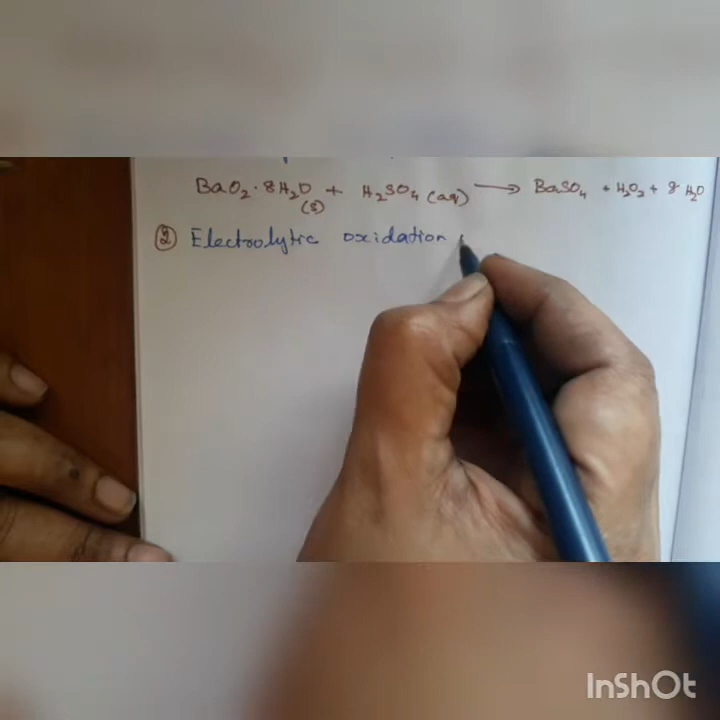 BaO₂·8H₂O (s) + H₂SO₄ (aq) → BaSO₄ + H₂O₂ + 8 H₂O
② Electrolytic oxidation
InShOt